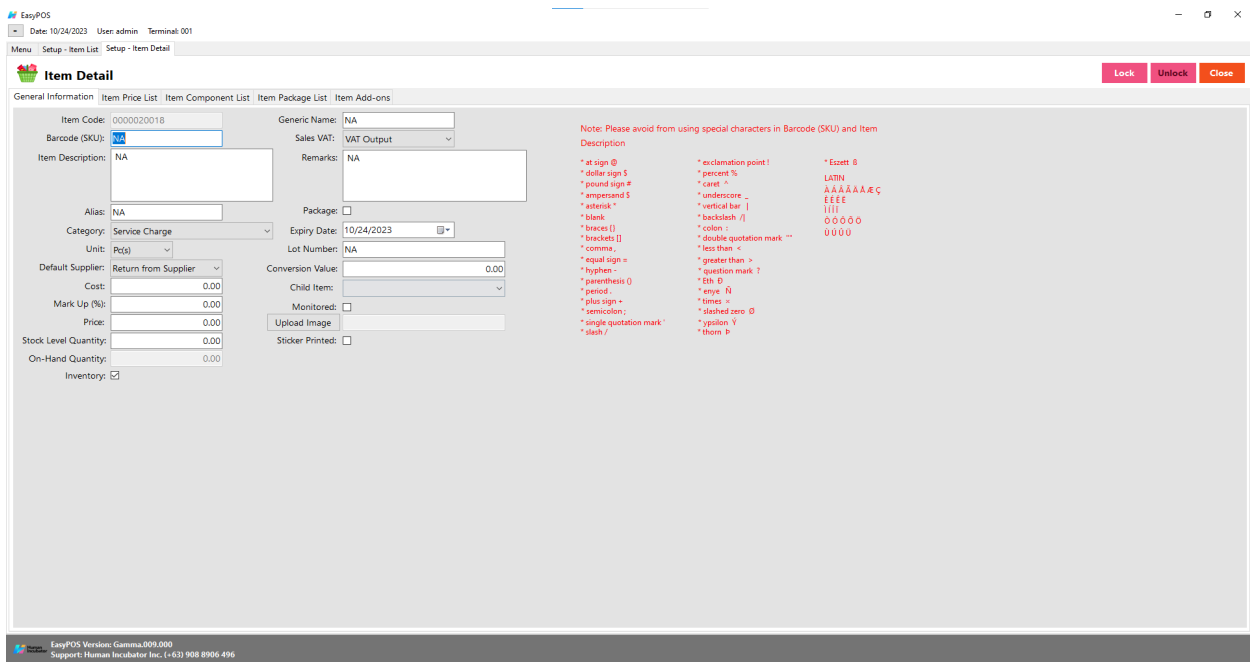 EasyPOS
Date: 10/24/2023 User: admin Terminal: 001
Menu Setup - Item List Setup - Item Detail
Item Detail
Lock Unlock Close
General Information Item Price List Item Component List Item Package List Item Add-ons
Item Code: 0000020018
Barcode (SKU): NA
Item Description: NA
Alias: NA
Category: Service Charge
Unit: Pc(s)
Default Supplier: Return from Supplier
Cost: 0.00
Mark Up (%): 0.00
Price: 0.00
Stock Level Quantity: 0.00
On-Hand Quantity: 0.00
Inventory:
Generic Name: NA
Sales VAT: VAT Output
Remarks: NA
Package:
Expiry Date: 10/24/2023
Lot Number: NA
Conversion Value: 0.00
Child Item:
Monitored:
Upload Image
Sticker Printed:
Note: Please avoid from using special characters in Barcode (SKU) and Item
Description
* at sign @
* dollar sign $
* pound sign #
* ampersand $
* asterisk *
* blank
* braces {}
* brackets []
* comma ,
* equal sign =
* hyphen -
* parenthesis ()
* period .
* plus sign +
* semicolon ;
* single quotation mark '
* slash /
* exclamation point !
* percent %
* caret ^
* underscore _
* vertical bar |
* backslash /|
* colon :
* double quotation mark ""
* less than <
* greater than >
* question mark ?
* Eth Ð
* enye Ñ
* times ¤
* slashed zero Ø
* ypsilon Ý
* thorn Þ
* Eszett ß
LATIN
À Á Â Ã Ä Å Æ Ç
È É Ê Ë
Ì Í Î Ï
Ò Ó Ô Õ Ö
Ù Ú Û Ü
Human
Incubator
EasyPOS Version: Gamma.009.000
Support: Human Incubator Inc. (+63) 908 8906 496